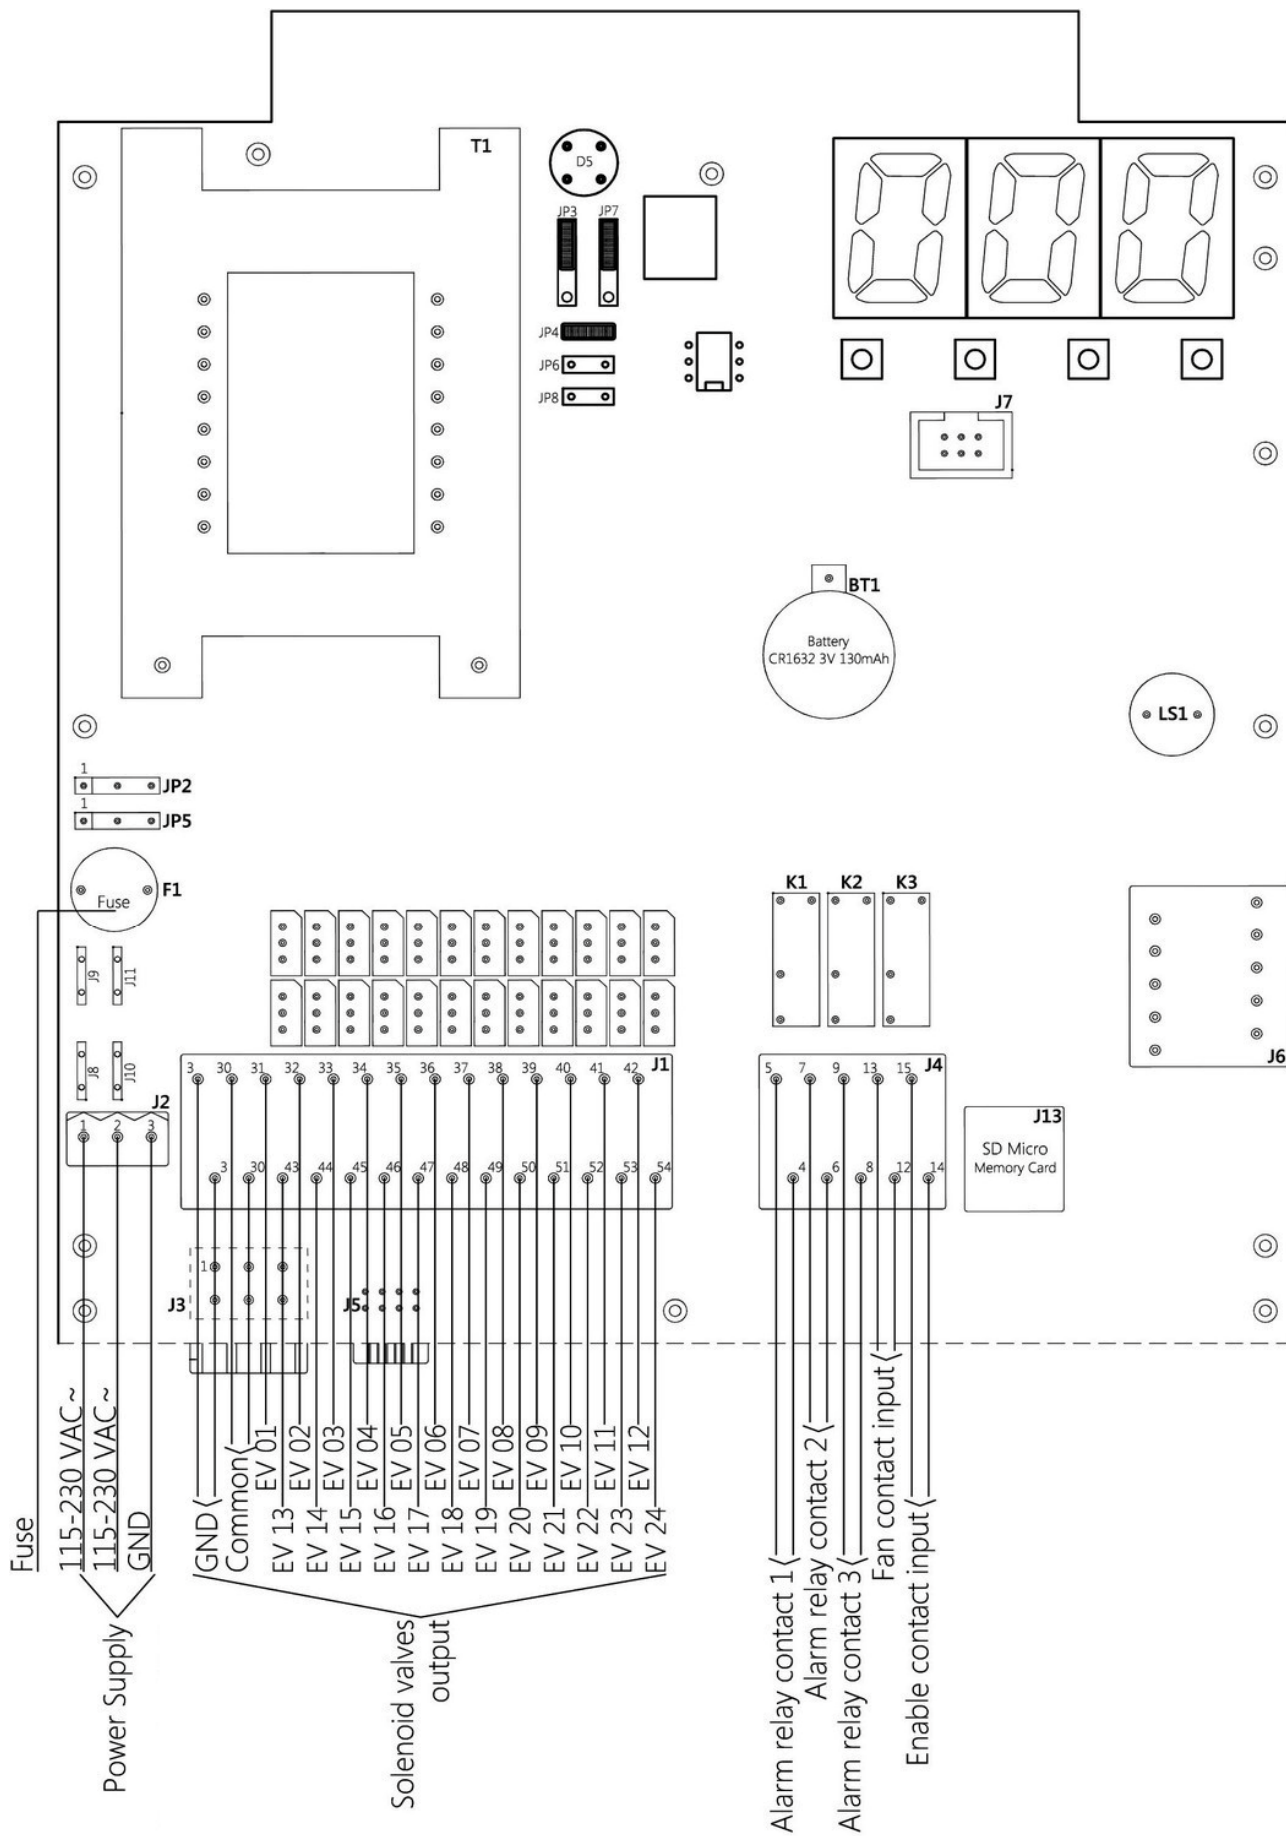 T1
D5
JP3
JP7
JP4
JP6
JP8
J7
BT1
Battery
CR1632 3V 130mAh
LS1
1
JP2
1
JP5
F1
Fuse
K1 K2 K3
J9
J11
J8
J10
J2
1 2 3
J1
3 30 31 32 33 34 35 36 37 38 39 40 41 42
3 30 43 44 45 46 47 48 49 50 51 52 53 54
J4
5 7 9 13 15
4 6 8 12 14
J6
J13
SD Micro
Memory Card
1
J3
J5
Fuse
115-230 VAC~
115-230 VAC~
GND
Power Supply
GND
Common
EV 01
EV 02
EV 03
EV 04
EV 05
EV 06
EV 07
EV 08
EV 09
EV 10
EV 11
EV 12
EV 13
EV 14
EV 15
EV 16
EV 17
EV 18
EV 19
EV 20
EV 21
EV 22
EV 23
EV 24
Solenoid valves
output
Alarm relay contact 1
Alarm relay contact 2
Alarm relay contact 3
Fan contact input
Enable contact input